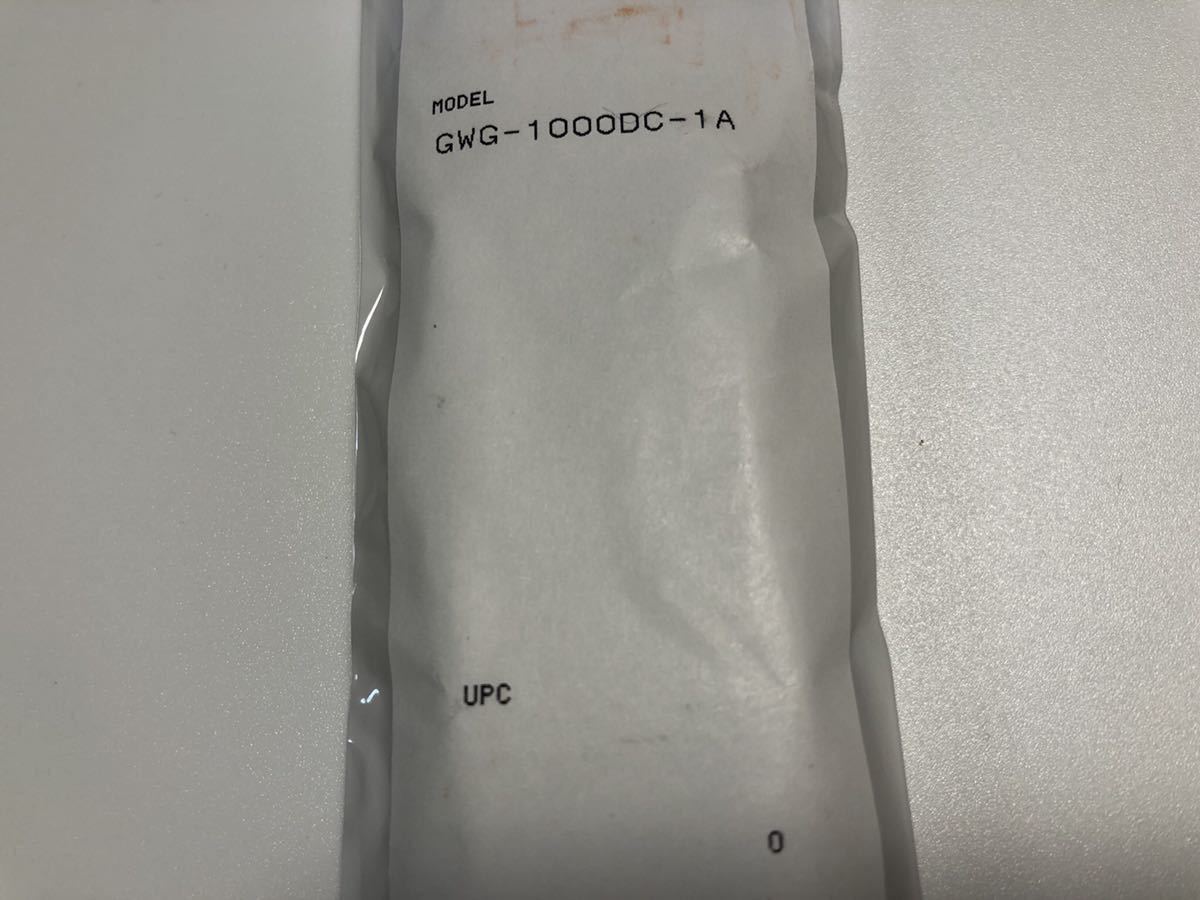 MODEL
GWG-1000DC-1A
UPC
0